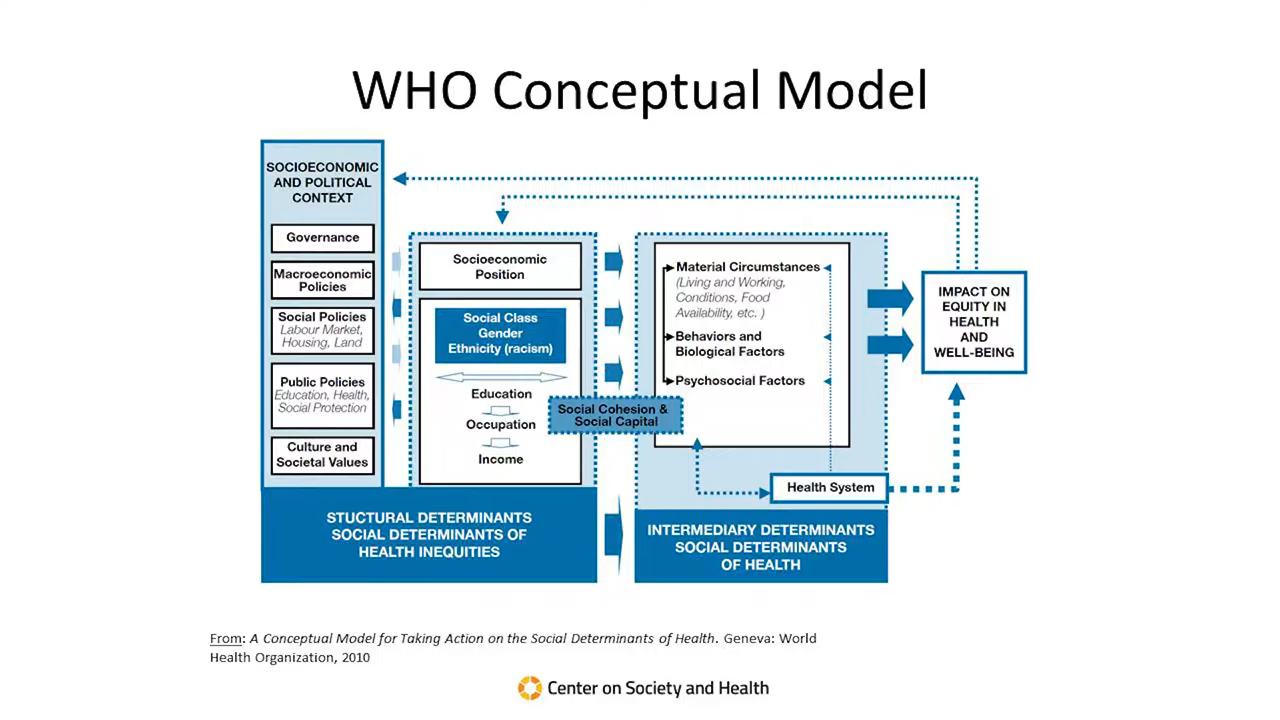 WHO Conceptual Model
SOCIOECONOMIC
AND POLITICAL
CONTEXT
Governance
Macroeconomic
Policies
Social Policies
Labour Market,
Housing, Land
Public Policies
Education, Health,
Social Protection
Culture and
Societal Values
Socioeconomic
Position
Social Class
Gender
Ethnicity (racism)
Education
Occupation
Income
Social Cohesion &
Social Capital
Material Circumstances
(Living and Working,
Conditions, Food
Availability, etc. )
Behaviors and
Biological Factors
Psychosocial Factors
Health System
IMPACT ON
EQUITY IN
HEALTH
AND
WELL-BEING
STUCTURAL DETERMINANTS
SOCIAL DETERMINANTS OF
HEALTH INEQUITIES
INTERMEDIARY DETERMINANTS
SOCIAL DETERMINANTS
OF HEALTH
From: A Conceptual Model for Taking Action on the Social Determinants of Health. Geneva: World
Health Organization, 2010
Center on Society and Health